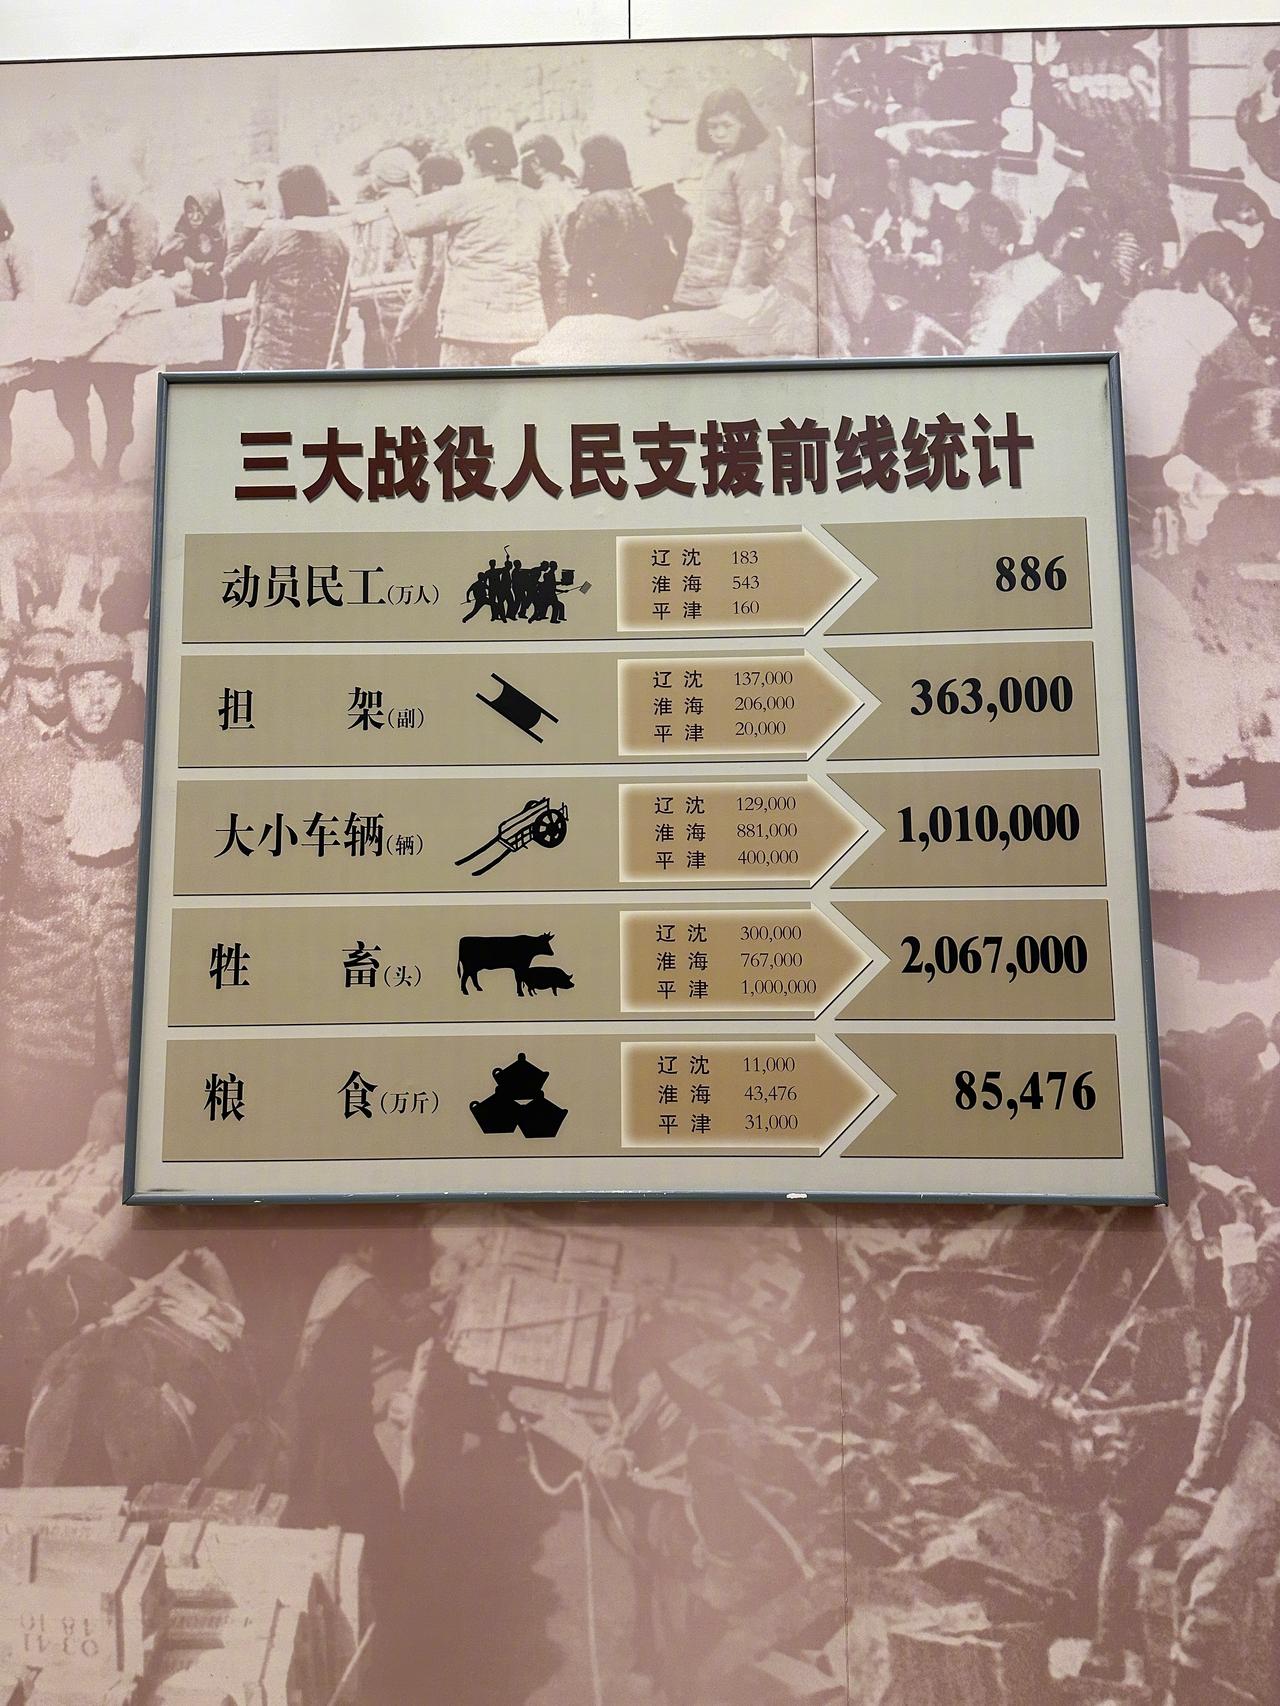 三大战役人民支援前线统计
动员民工(万人)
辽沈 183
淮海 543
平津 160
886
担架(副)
辽沈 137,000
淮海 206,000
平津 20,000
363,000
大小车辆(辆)
辽沈 129,000
淮海 881,000
平津 400,000
1,010,000
牲畜(头)
辽沈 300,000
淮海 767,000
平津 1,000,000
2,067,000
粮食(万斤)
辽沈 11,000
淮海 43,476
平津 31,000
85,476